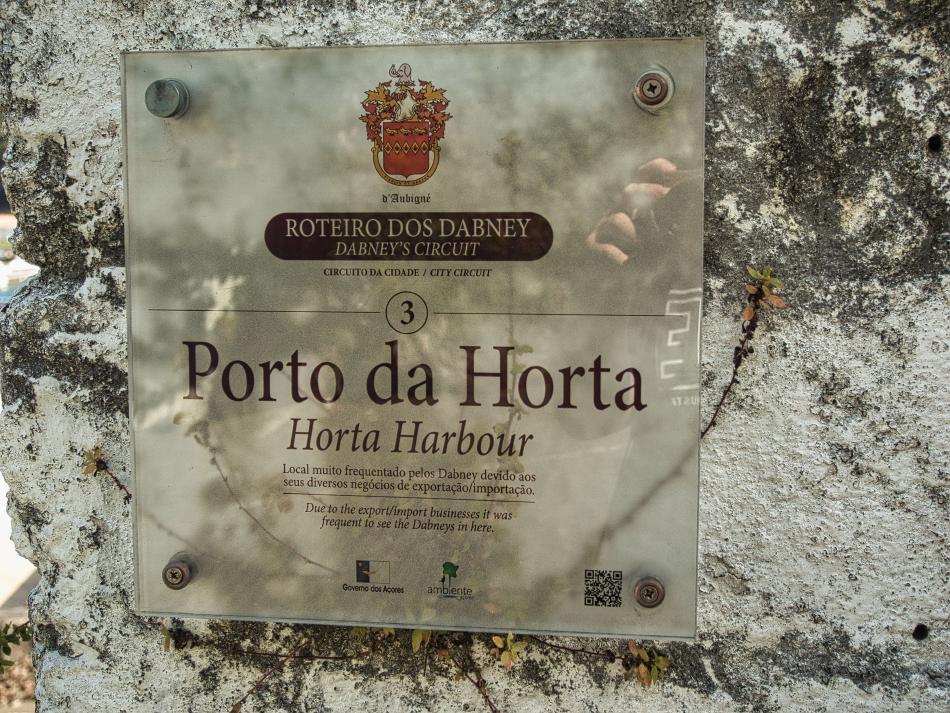 d'Aubigné
ROTEIRO DOS DABNEY
DABNEY'S CIRCUIT
CIRCUITO DA CIDADE / CITY CIRCUIT
3
Porto da Horta
Horta Harbour
Local muito frequentado pelos Dabney devido aos
seus diversos negócios de exportação/importação.
Due to the export/import businesses it was
frequent to see the Dabneys in here.
Governo dos Açores
ambiente